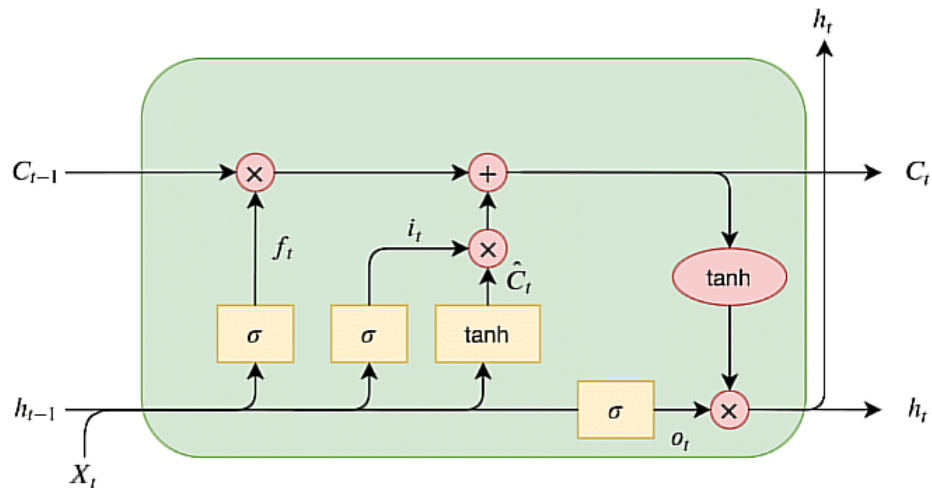 h_t
C_{t-1} × + C_t
f_t i_t × Ĉ_t tanh
σ σ tanh
h_{t-1} σ o_t × h_t
X_t